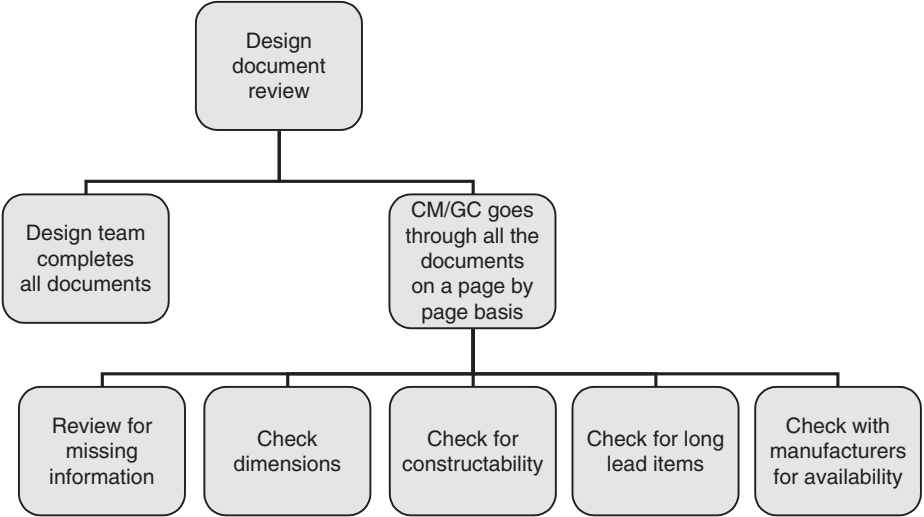 Design
document
review
Design team
completes
all documents
CM/GC goes
through all the
documents
on a page by
page basis
Review for
missing
information
Check
dimensions
Check for
constructability
Check for long
lead items
Check with
manufacturers
for availability